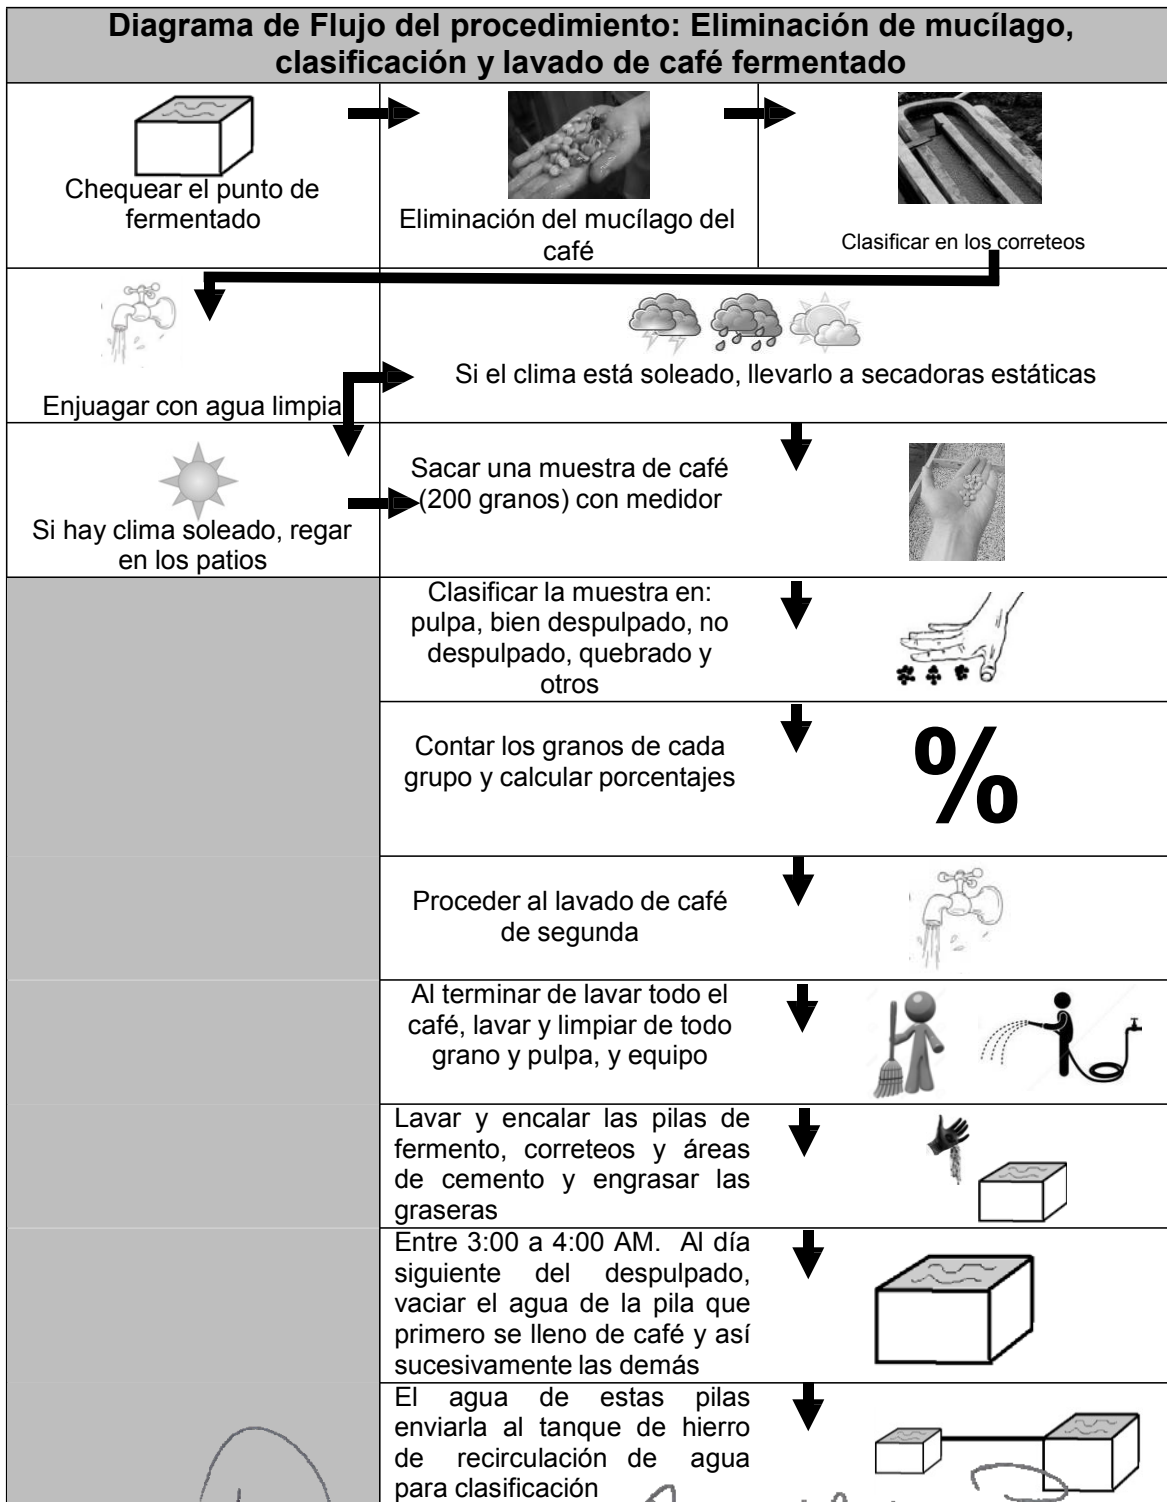 Diagrama de Flujo del procedimiento: Eliminación de mucílago,
clasificación y lavado de café fermentado
Chequear el punto de
fermentado
Eliminación del mucílago del
café
Clasificar en los correteos
Enjuagar con agua limpia
Si el clima está soleado, llevarlo a secadoras estáticas
Si hay clima soleado, regar
en los patios
Sacar una muestra de café
(200 granos) con medidor
Clasificar la muestra en:
pulpa, bien despulpado, no
despulpado, quebrado y
otros
Contar los granos de cada
grupo y calcular porcentajes
%
Proceder al lavado de café
de segunda
Al terminar de lavar todo el
café, lavar y limpiar de todo
grano y pulpa, y equipo
Lavar y encalar las pilas de
fermento, correteos y áreas
de cemento y engrasar las
graseras
Entre 3:00 a 4:00 AM. Al día
siguiente del despulpado,
vaciar el agua de la pila que
primero se lleno de café y así
sucesivamente las demás
El agua de estas pilas
enviarla al tanque de hierro
de recirculación de agua
para clasificación